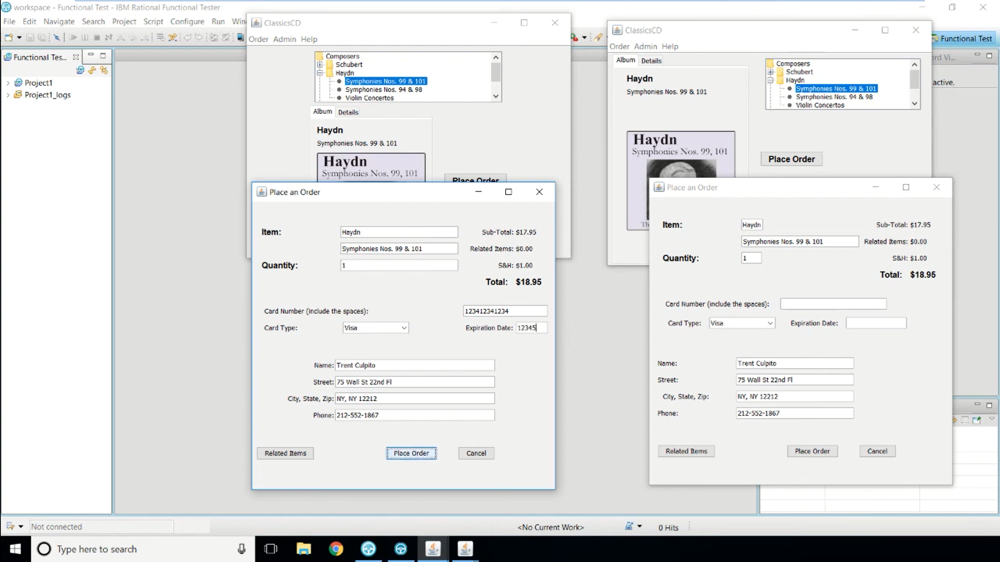 workspace - Functional Test - IBM Rational Functional Tester
File Edit Navigate Search Project Script Configure Run
Functional Test
Functional Tes...
Project1
Project1_logs
active.
ClassicsCD
Order Admin Help
Composers
Schubert
Haydn
Symphonies Nos. 99 & 101
Symphonies Nos. 94 & 98
Violin Concertos
Album Details
Haydn
Symphonies Nos. 99 & 101
Haydn
Symphonies Nos. 99, 101
Place Order
Place an Order
Item: Haydn Sub-Total: $17.95
Symphonies Nos. 99 & 101 Related Items: $0.00
Quantity: 1 S&H: $1.00
Total: $18.95
Card Number (include the spaces): 123412341234
Card Type: Visa Expiration Date: 12345
Name: Trent Culpito
Street: 75 Wall St 22nd Fl
City, State, Zip: NY, NY 12212
Phone: 212-552-1867
Related Items Place Order Cancel
ClassicsCD
Order Admin Help
Album Details
Haydn
Symphonies Nos. 99 & 101
Haydn
Symphonies Nos. 99, 101
Composers
Schubert
Haydn
Symphonies Nos. 99 & 101
Symphonies Nos. 94 & 98
Violin Concertos
Place Order
Place an Order
Item: Haydn Sub-Total: $17.95
Symphonies Nos. 99 & 101 Related Items: $0.00
Quantity: 1 S&H: $1.00
Total: $18.95
Card Number (include the spaces):
Card Type: Visa Expiration Date:
Name: Trent Culpito
Street: 75 Wall St 22nd Fl
City, State, Zip: NY, NY 12212
Phone: 212-552-1867
Related Items Place Order Cancel
Not connected
<No Current Work>
0 Hits
Type here to search